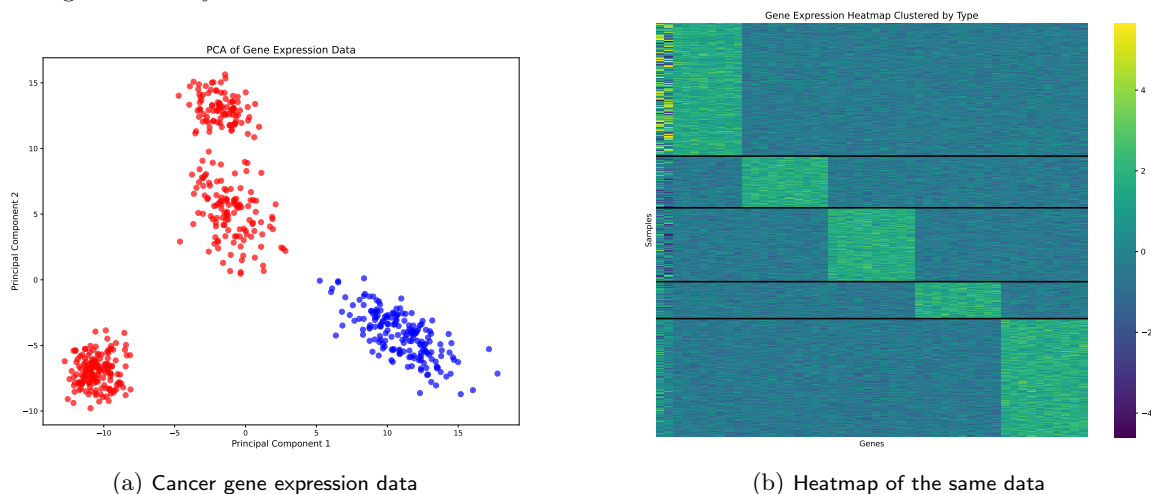 PCA of Gene Expression Data
Principal Component 2
15
10
5
0
−5
−10
−10
−5
0
5
10
15
Principal Component 1
(a) Cancer gene expression data
Gene Expression Heatmap Clustered by Type
Samples
Genes
4
2
0
−2
−4
(b) Heatmap of the same data